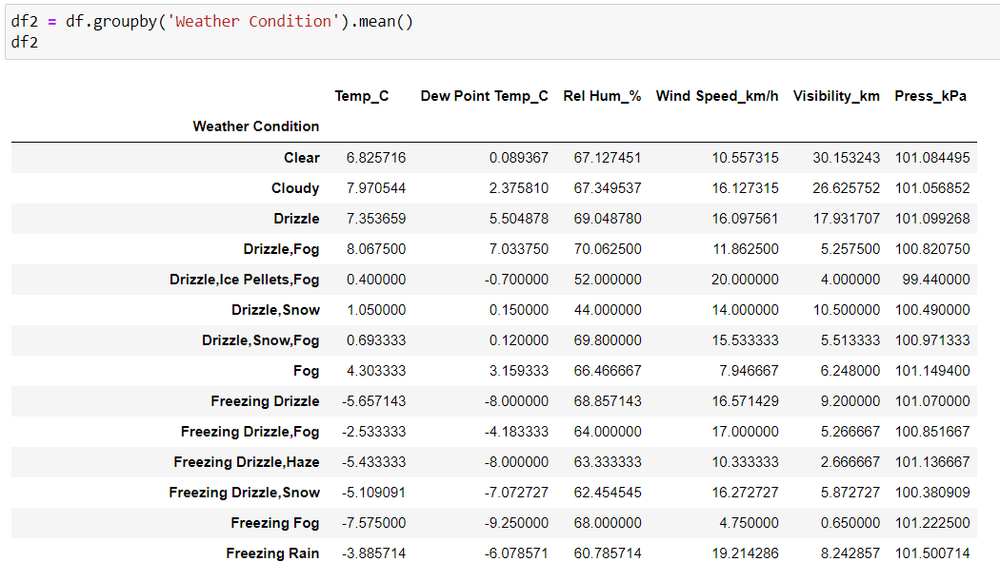 df2 = df.groupby('Weather Condition').mean()
df2
Temp_C Dew Point Temp_C Rel Hum_% Wind Speed_km/h Visibility_km Press_kPa
Weather Condition
Clear 6.825716 0.089367 67.127451 10.557315 30.153243 101.084495
Cloudy 7.970544 2.375810 67.349537 16.127315 26.625752 101.056852
Drizzle 7.353659 5.504878 69.048780 16.097561 17.931707 101.099268
Drizzle,Fog 8.067500 7.033750 70.062500 11.862500 5.257500 100.820750
Drizzle,Ice Pellets,Fog 0.400000 -0.700000 52.000000 20.000000 4.000000 99.440000
Drizzle,Snow 1.050000 0.150000 44.000000 14.000000 10.500000 100.490000
Drizzle,Snow,Fog 0.693333 0.120000 69.800000 15.533333 5.513333 100.971333
Fog 4.303333 3.159333 66.466667 7.946667 6.248000 101.149400
Freezing Drizzle -5.657143 -8.000000 68.857143 16.571429 9.200000 101.070000
Freezing Drizzle,Fog -2.533333 -4.183333 64.000000 17.000000 5.266667 100.851667
Freezing Drizzle,Haze -5.433333 -8.000000 63.333333 10.333333 2.666667 101.136667
Freezing Drizzle,Snow -5.109091 -7.072727 62.454545 16.272727 5.872727 100.380909
Freezing Fog -7.575000 -9.250000 68.000000 4.750000 0.650000 101.222500
Freezing Rain -3.885714 -6.078571 60.785714 19.214286 8.242857 101.500714